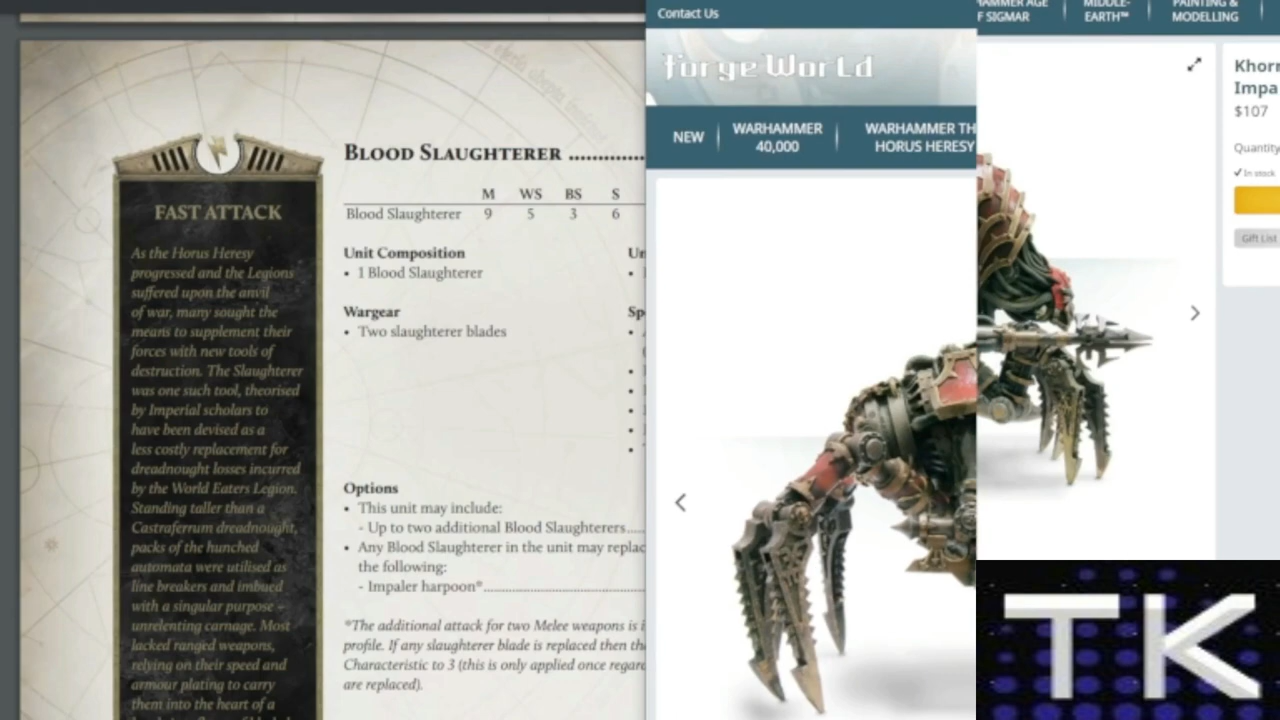 BLOOD SLAUGHTERER
M WS BS S
Blood Slaughterer 9 5 3 6
Unit Composition
• 1 Blood Slaughterer
Wargear
• Two slaughterer blades
Options
• This unit may include:
- Up to two additional Blood Slaughterers
• Any Blood Slaughterer in the unit may replac
the following:
- Impaler harpoon*
*The additional attack for two Melee weapons is i
profile. If any slaughterer blade is replaced then th
Characteristic to 3 (this is only applied once regar
are replaced).
FAST ATTACK
As the Horus Heresy
progressed and the Legions
suffered upon the anvil
of war, many sought the
means to supplement their
forces with new tools of
destruction. The Slaughterer
was one such tool, theorised
by Imperial scholars to
have been devised as a
less costly replacement for
dreadnought losses incurred
by the World Eaters Legion.
Standing taller than a
Castraferrum dreadnought,
packs of the hunched
automata were utilised as
line breakers and imbued
with a singular purpose –
unrelenting carnage. Most
lacked ranged weapons,
relying on their speed and
armour plating to carry
them into the heart of a
Contact Us
Forge World
NEW
WARHAMMER
40,000
WARHAMMER TH
HORUS HERESY
HAMMER AGE
F SIGMAR
MIDDLE-
EARTH™
PAINTING &
MODELLING
Khorn
Impa
$107
Quantity
✓ In stock
Gift List
TK